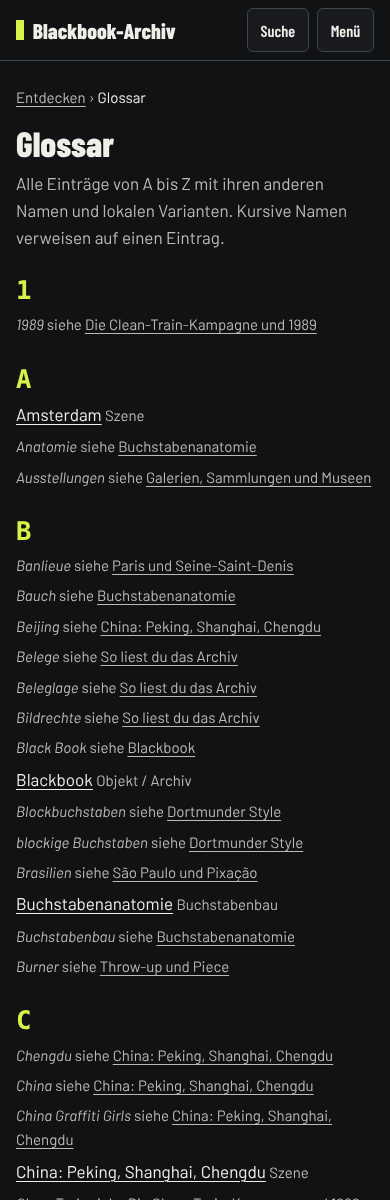 Blackbook-Archiv
Suche
Menü
Entdecken › Glossar
Glossar
Alle Einträge von A bis Z mit ihren anderen
Namen und lokalen Varianten. Kursive Namen
verweisen auf einen Eintrag.
1
1989 siehe Die Clean-Train-Kampagne und 1989
A
Amsterdam Szene
Anatomie siehe Buchstabenanatomie
Ausstellungen siehe Galerien, Sammlungen und Museen
B
Banlieue siehe Paris und Seine-Saint-Denis
Bauch siehe Buchstabenanatomie
Beijing siehe China: Peking, Shanghai, Chengdu
Belege siehe So liest du das Archiv
Beleglage siehe So liest du das Archiv
Bildrechte siehe So liest du das Archiv
Black Book siehe Blackbook
Blackbook Objekt / Archiv
Blockbuchstaben siehe Dortmunder Style
blockige Buchstaben siehe Dortmunder Style
Brasilien siehe São Paulo und Pixação
Buchstabenanatomie Buchstabenbau
Buchstabenbau siehe Buchstabenanatomie
Burner siehe Throw-up und Piece
C
Chengdu siehe China: Peking, Shanghai, Chengdu
China siehe China: Peking, Shanghai, Chengdu
China Graffiti Girls siehe China: Peking, Shanghai,
Chengdu
China: Peking, Shanghai, Chengdu Szene